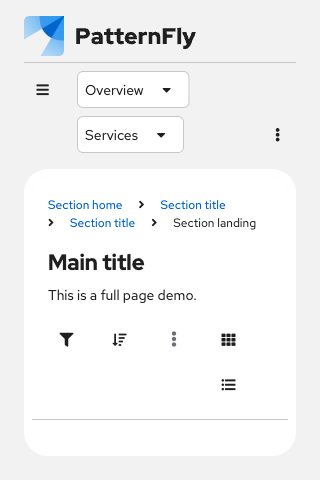 PatternFly
Overview
Services
Section home Section title
Section title Section landing
Main title
This is a full page demo.